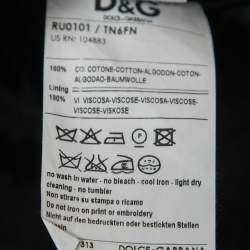 D&G
DOLCE & GABBANA
RU0101 / TN6FN
US RN: 104883
100% CO: COTONE-COTTON-ALGODON-COTON-
ALGODAO-BAUMWOLLE
Lining
100% VI: VISCOSA-VISCOSE-VISCOSA-VISCOSE-
VISKOSE
no wash in water - no bleach - cool iron - light dry
cleaning - no tumbler
Non stirare su stampa o ricamo
Do not iron on print or embroidery
Nicht auf den bedruckten oder bestickten Stellen
313
DOLCE-GABBANA